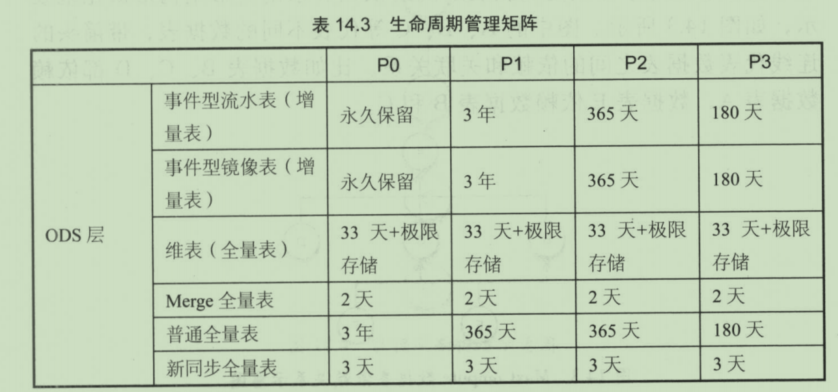 表 14.3 生命周期管理矩阵
P0 P1 P2 P3
ODS 层
事件型流水表（增量表） 永久保留 3 年 365 天 180 天
事件型镜像表（增量表） 永久保留 3 年 365 天 180 天
维表（全量表） 33 天+极限存储 33 天+极限存储 33 天+极限存储 33 天+极限存储
Merge 全量表 2 天 2 天 2 天 2 天
普通全量表 3 年 365 天 365 天 180 天
新同步全量表 3 天 3 天 3 天 3 天